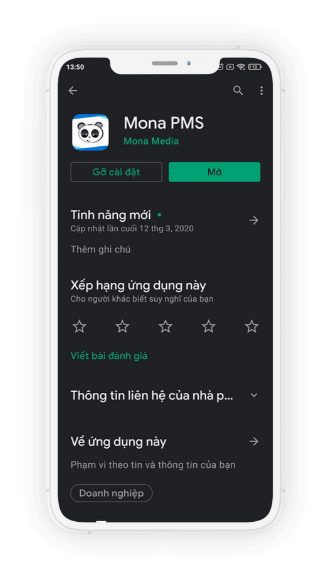 13:50
Mona PMS
Mona Media
Gỡ cài đặt
Mở
Tính năng mới •
Cập nhật lần cuối 12 thg 3, 2020
Thêm ghi chú
Xếp hạng ứng dụng này
Cho người khác biết suy nghĩ của bạn
Viết bài đánh giá
Thông tin liên hệ của nhà p...
Về ứng dụng này
Phạm vi theo tin và thông tin của bạn
Doanh nghiệp